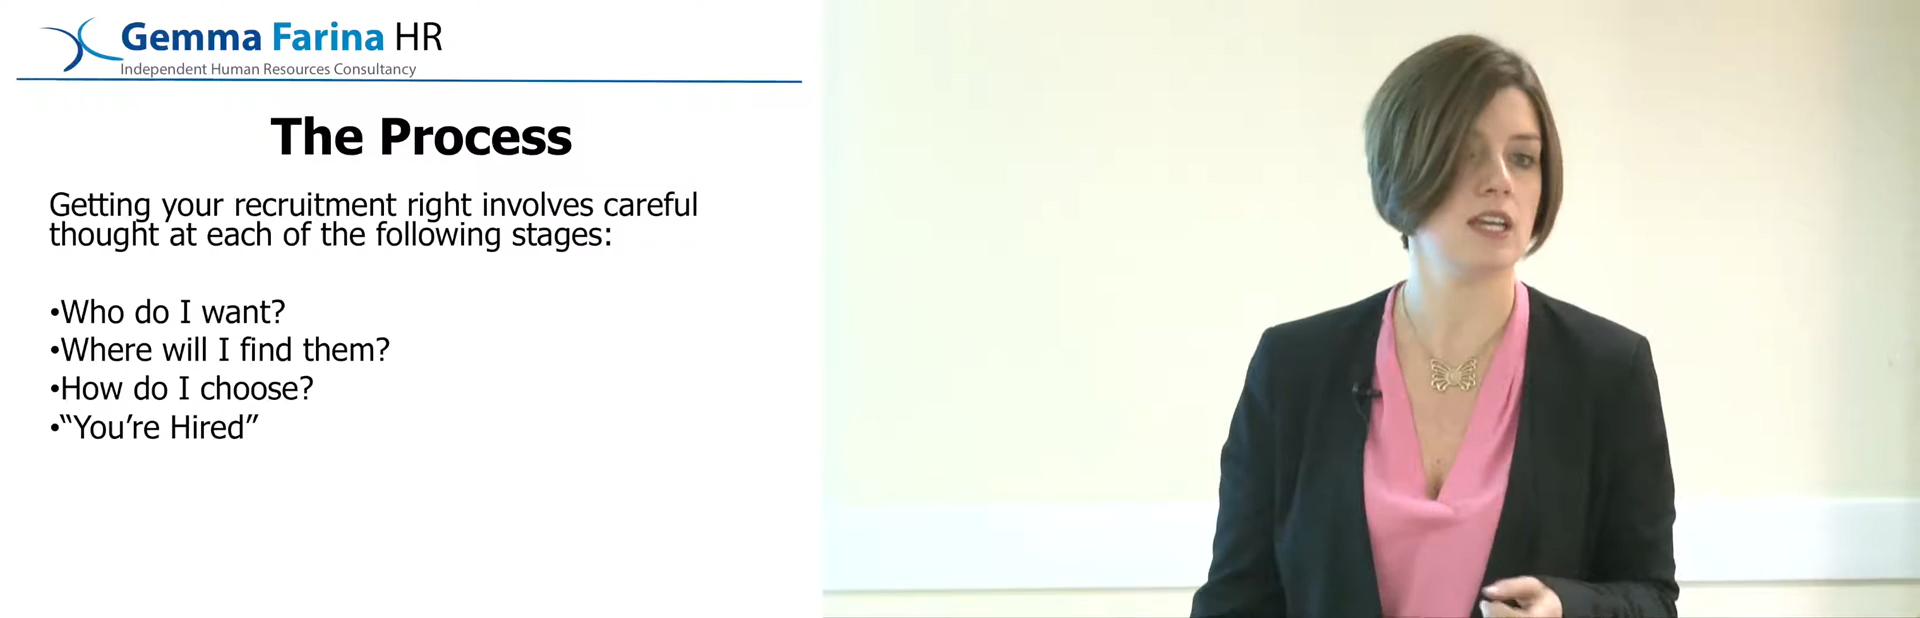 Gemma Farina HR
Independent Human Resources Consultancy
The Process
Getting your recruitment right involves careful
thought at each of the following stages:
•Who do I want?
•Where will I find them?
•How do I choose?
•“You’re Hired”